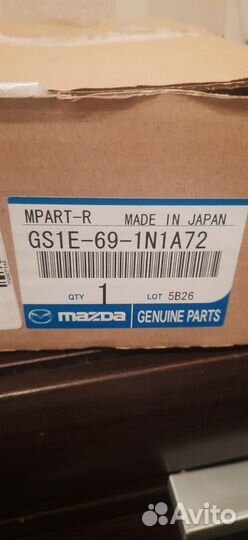 MPART-R MADE IN JAPAN
GS1E-69-1N1A72
QTY 1 LOT 5B26
mazda GENUINE PARTS
Avito